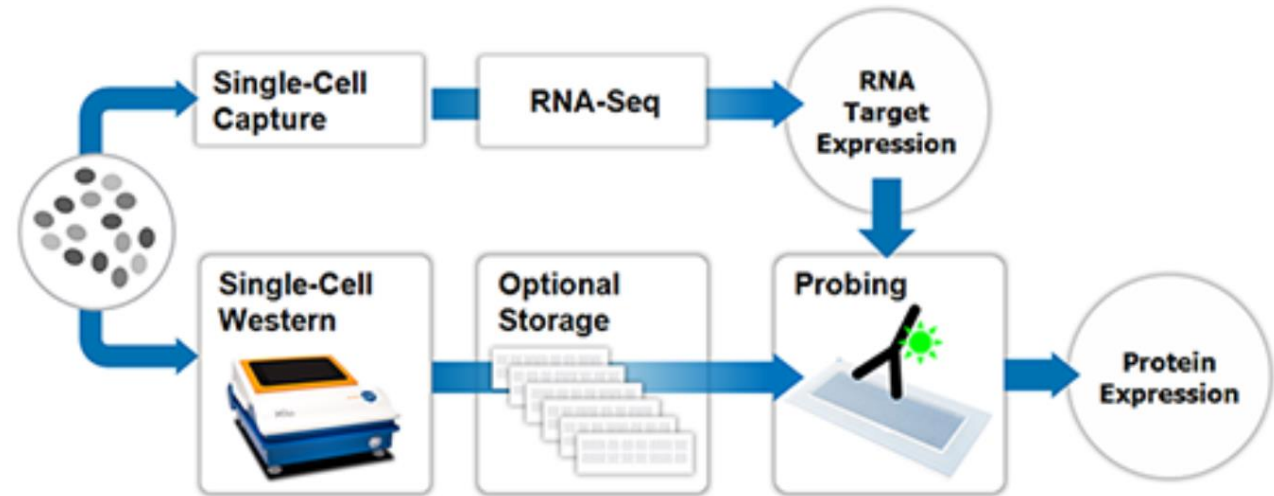 Single-Cell
Capture
RNA-Seq
RNA
Target
Expression
Single-Cell
Western
Optional
Storage
Probing
Protein
Expression